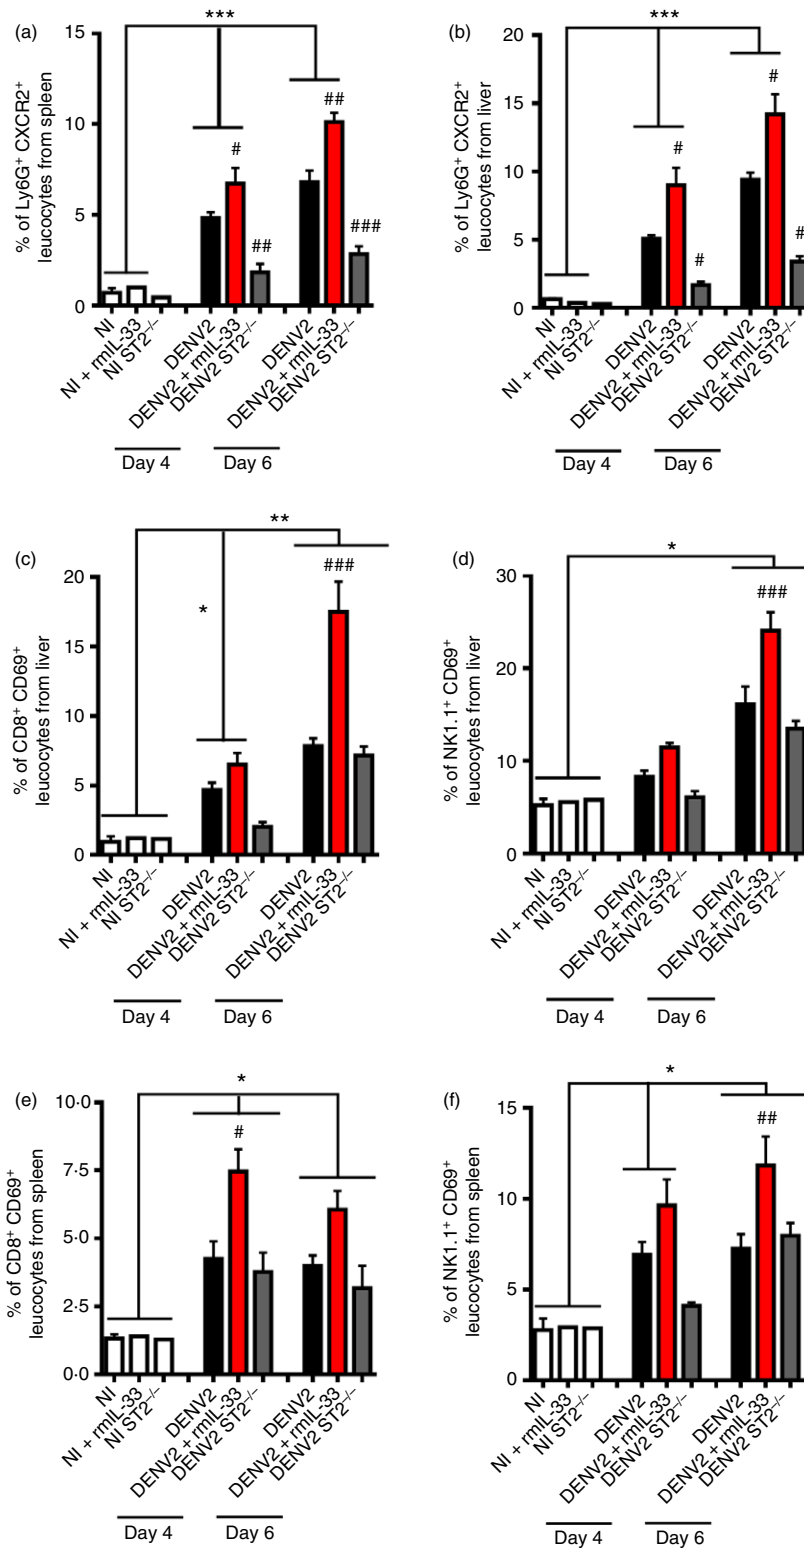 (a)
% of Ly6G⁺ CXCR2⁺
leucocytes from spleen
15
10
5
0
***
#
##
##
###
NI
NI + rmIL-33
NI ST2⁻/⁻
DENV2
DENV2 + rmIL-33
DENV2 ST2⁻/⁻
DENV2
DENV2 + rmIL-33
DENV2 ST2⁻/⁻
Day 4
Day 6
(b)
% of Ly6G⁺ CXCR2⁺
leucocytes from liver
20
15
10
5
0
***
#
#
#
#
NI
NI + rmIL-33
NI ST2⁻/⁻
DENV2
DENV2 + rmIL-33
DENV2 ST2⁻/⁻
DENV2
DENV2 + rmIL-33
DENV2 ST2⁻/⁻
Day 4
Day 6
(c)
% of CD8⁺ CD69⁺
leucocytes from liver
20
15
10
5
0
**
*
###
NI
NI + rmIL-33
NI ST2⁻/⁻
DENV2
DENV2 + rmIL-33
DENV2 ST2⁻/⁻
DENV2
DENV2 + rmIL-33
DENV2 ST2⁻/⁻
Day 4
Day 6
(d)
% of NK1.1⁺ CD69⁺
leucocytes from liver
30
20
10
0
*
###
NI
NI + rmIL-33
NI ST2⁻/⁻
DENV2
DENV2 + rmIL-33
DENV2 ST2⁻/⁻
DENV2
DENV2 + rmIL-33
DENV2 ST2⁻/⁻
Day 4
Day 6
(e)
% of CD8⁺ CD69⁺
leucocytes from spleen
10·0
7·5
5·0
2·5
0·0
*
#
NI
NI + rmIL-33
NI ST2⁻/⁻
DENV2
DENV2 + rmIL-33
DENV2 ST2⁻/⁻
DENV2
DENV2 + rmIL-33
DENV2 ST2⁻/⁻
Day 4
Day 6
(f)
% of NK1.1⁺ CD69⁺
leucocytes from spleen
15
10
5
0
*
##
NI
NI + rmIL-33
NI ST2⁻/⁻
DENV2
DENV2 + rmIL-33
DENV2 ST2⁻/⁻
DENV2
DENV2 + rmIL-33
DENV2 ST2⁻/⁻
Day 4
Day 6